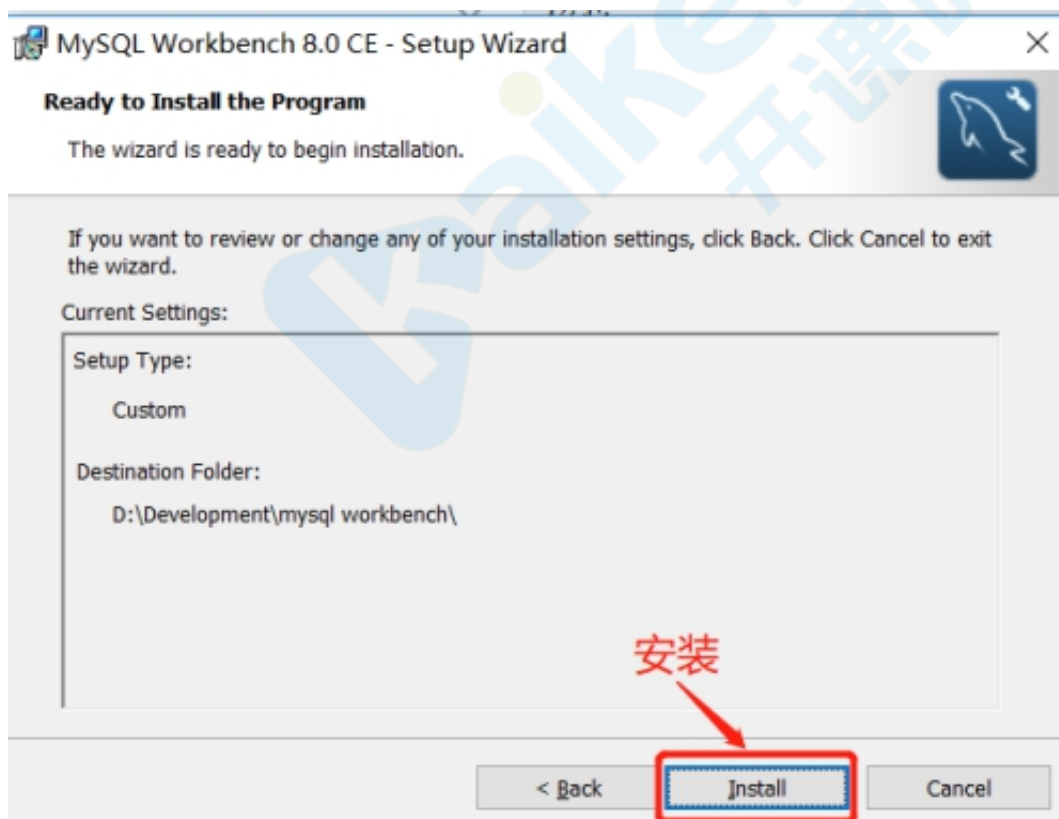 MySQL Workbench 8.0 CE - Setup Wizard
Ready to Install the Program
The wizard is ready to begin installation.
If you want to review or change any of your installation settings, click Back. Click Cancel to exit
the wizard.
Current Settings:
Setup Type:
Custom
Destination Folder:
D:\Development\mysql workbench\
安装
< Back
Install
Cancel